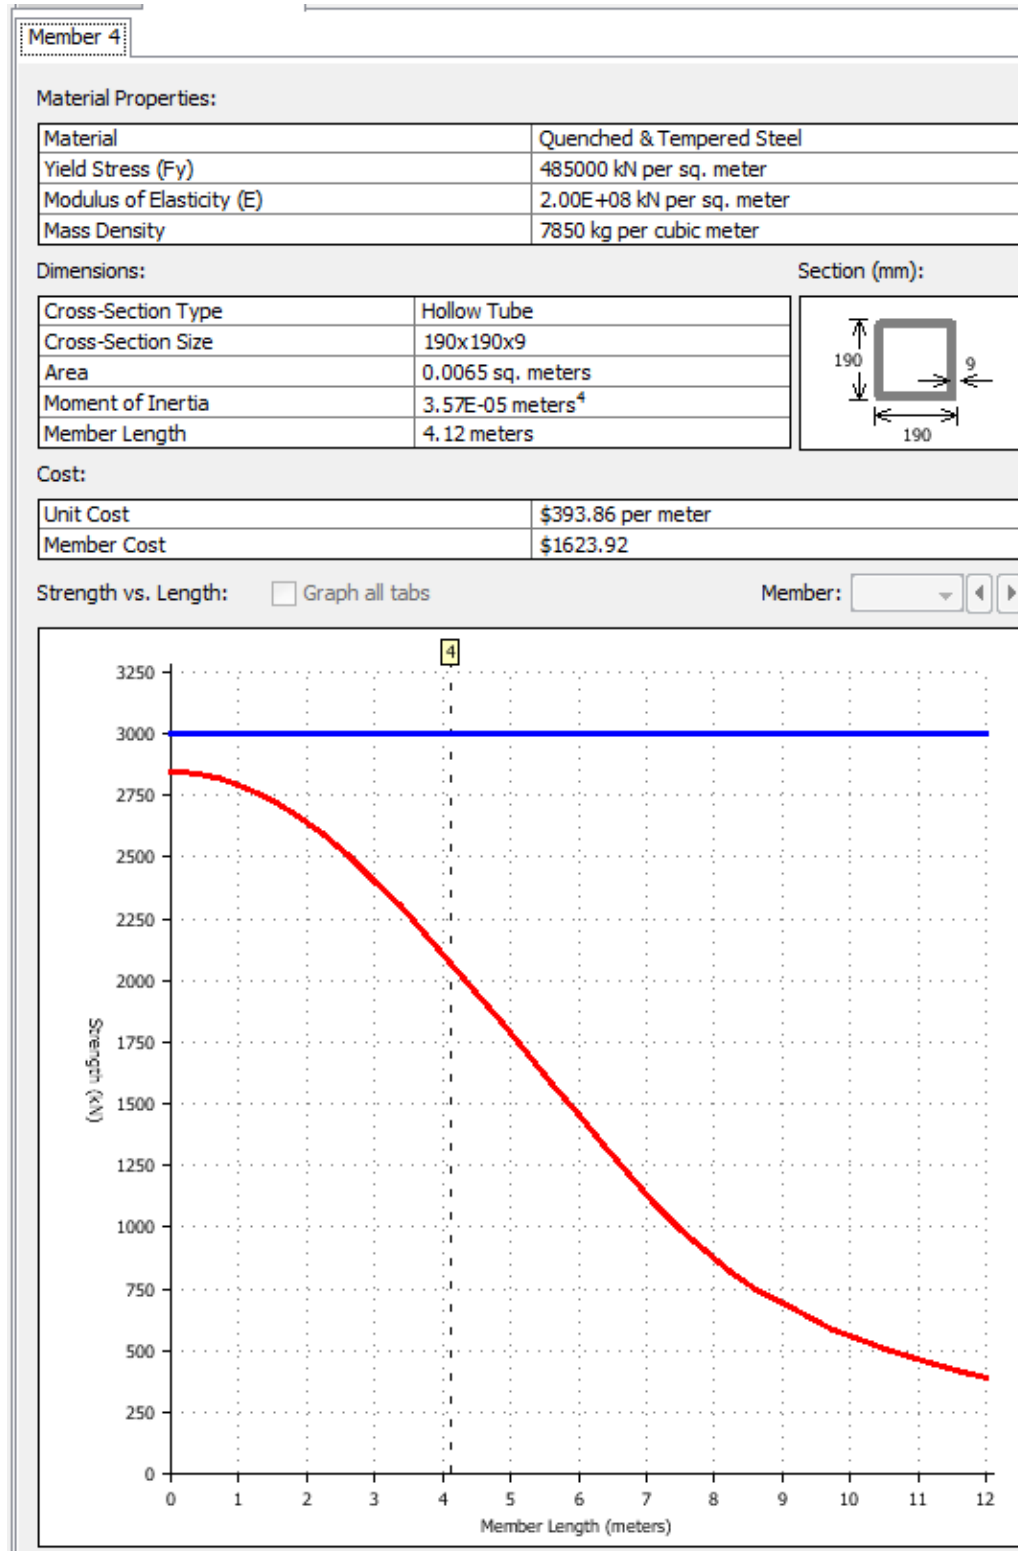 Member 4
Material Properties:
Material Quenched & Tempered Steel
Yield Stress (Fy) 485000 kN per sq. meter
Modulus of Elasticity (E) 2.00E+08 kN per sq. meter
Mass Density 7850 kg per cubic meter
Dimensions: Section (mm):
Cross-Section Type Hollow Tube
Cross-Section Size 190x190x9
Area 0.0065 sq. meters
Moment of Inertia 3.57E-05 meters⁴
Member Length 4.12 meters
190
9
190
Cost:
Unit Cost $393.86 per meter
Member Cost $1623.92
Strength vs. Length: Graph all tabs Member:
4
3250
3000
2750
2500
2250
2000
1750
1500
1250
1000
750
500
250
0
Strength (kN)
0 1 2 3 4 5 6 7 8 9 10 11 12
Member Length (meters)